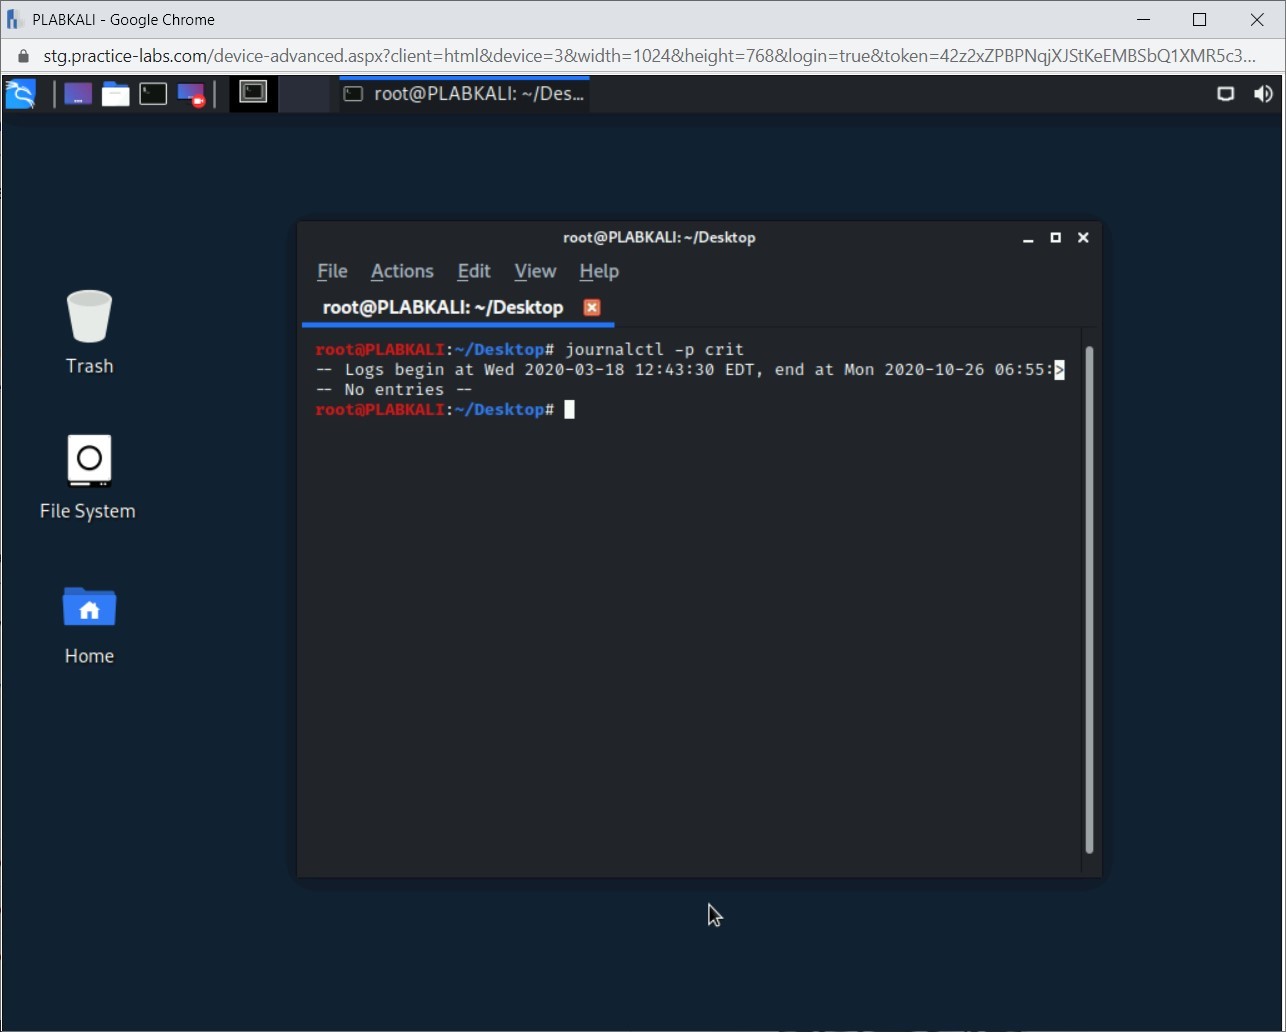 PLABKALI - Google Chrome
stg.practice-labs.com/device-advanced.aspx?client=html&device=3&width=1024&height=768&login=true&token=42z2xZPBPNqjXJStKeEMBSbQ1XMR5c3...
root@PLABKALI: ~/Des...
root@PLABKALI: ~/Desktop
File Actions Edit View Help
root@PLABKALI: ~/Desktop
root@PLABKALI:~/Desktop# journalctl -p crit
-- Logs begin at Wed 2020-03-18 12:43:30 EDT, end at Mon 2020-10-26 06:55:>
-- No entries --
root@PLABKALI:~/Desktop#
Trash
File System
Home